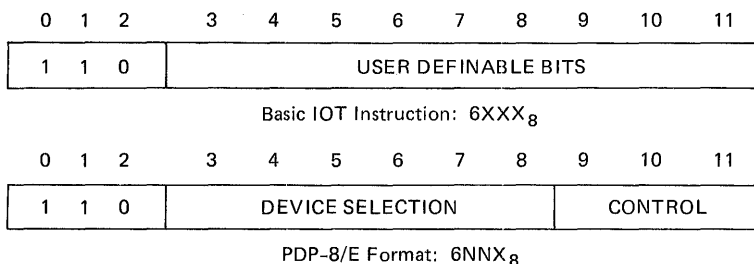 0 1 2 3 4 5 6 7 8 9 10 11
1 1 0 USER DEFINABLE BITS
Basic IOT Instruction: 6XXX8
0 1 2 3 4 5 6 7 8 9 10 11
1 1 0 DEVICE SELECTION CONTROL
PDP-8/E Format: 6NNX8